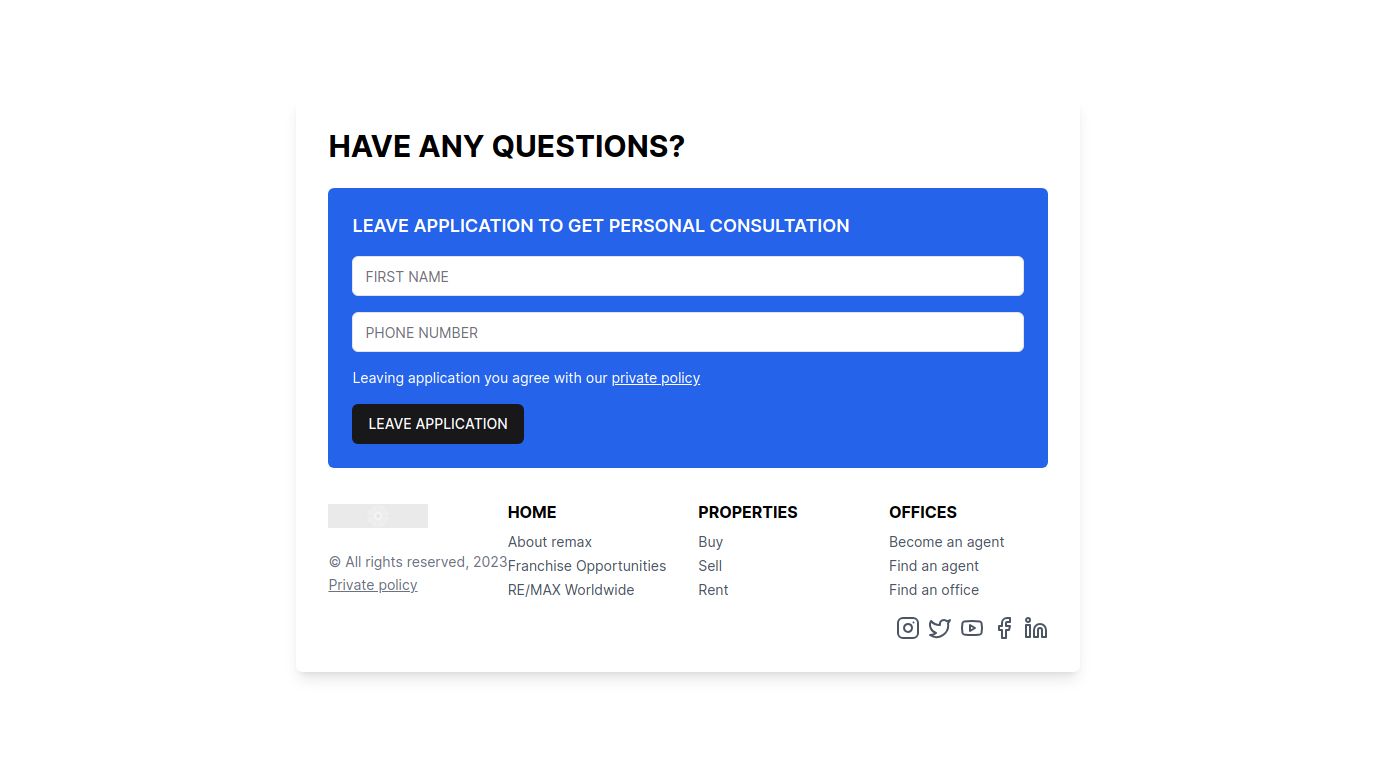 HAVE ANY QUESTIONS?
LEAVE APPLICATION TO GET PERSONAL CONSULTATION
FIRST NAME
PHONE NUMBER
Leaving application you agree with our private policy
LEAVE APPLICATION
© All rights reserved, 2023
Private policy
HOME
About remax
Franchise Opportunities
RE/MAX Worldwide
PROPERTIES
Buy
Sell
Rent
OFFICES
Become an agent
Find an agent
Find an office